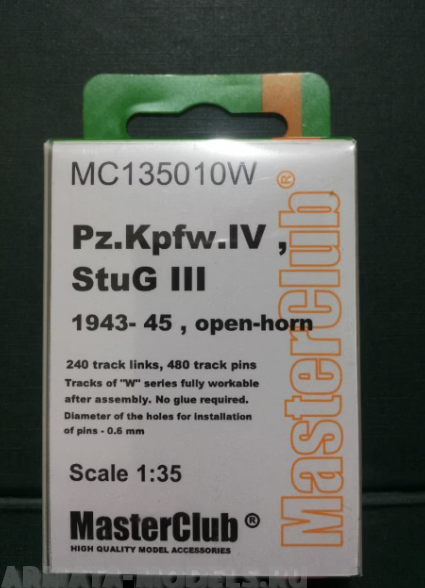 MC135010W
Pz.Kpfw.IV ,
StuG III
1943- 45 , open-horn
240 track links, 480 track pins
Tracks of "W" series fully workable
after assembly. No glue required.
Diameter of the holes for installation
of pins - 0.6 mm
Scale 1:35
MasterClub ®
HIGH QUALITY MODEL ACCESSORIES
MasterClub®
ARMATA-MODELS.RU